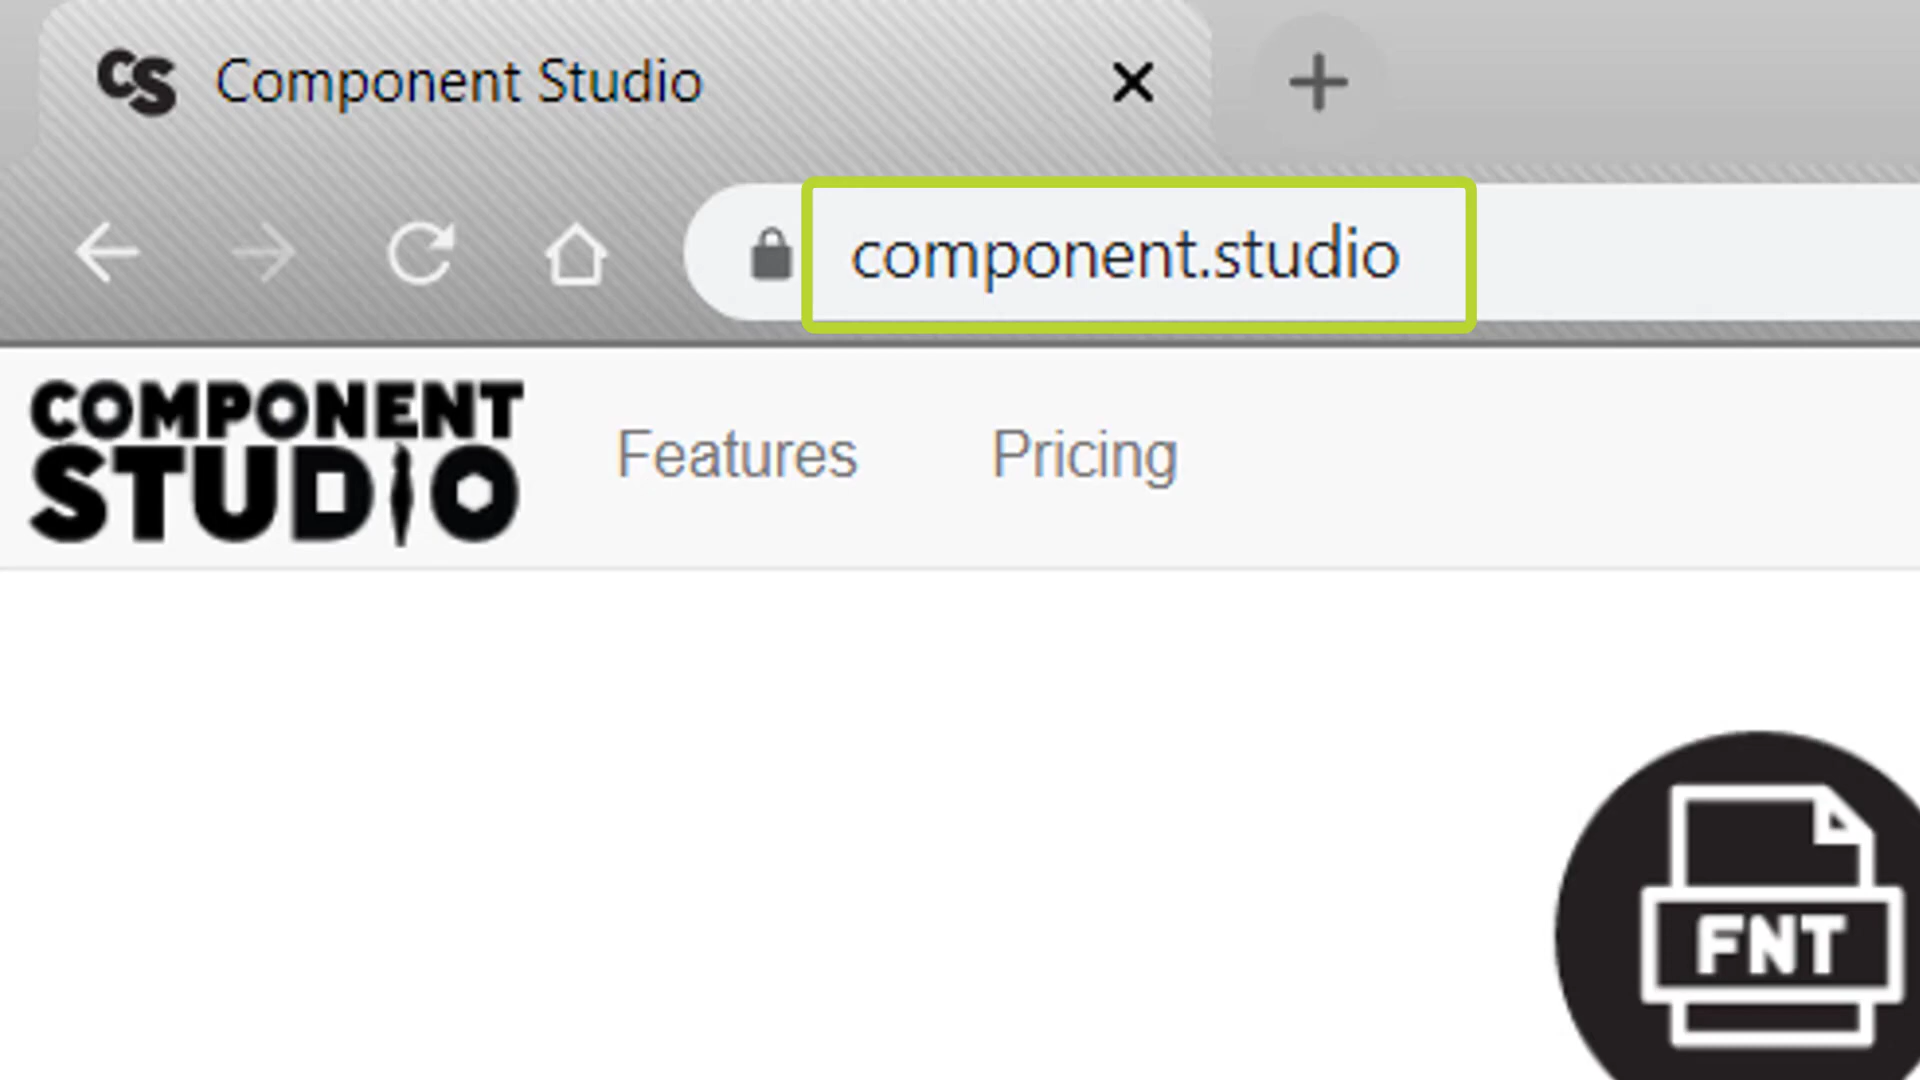 CS Component Studio
component.studio
COMPONENT
STUDIO
Features Pricing
FNT